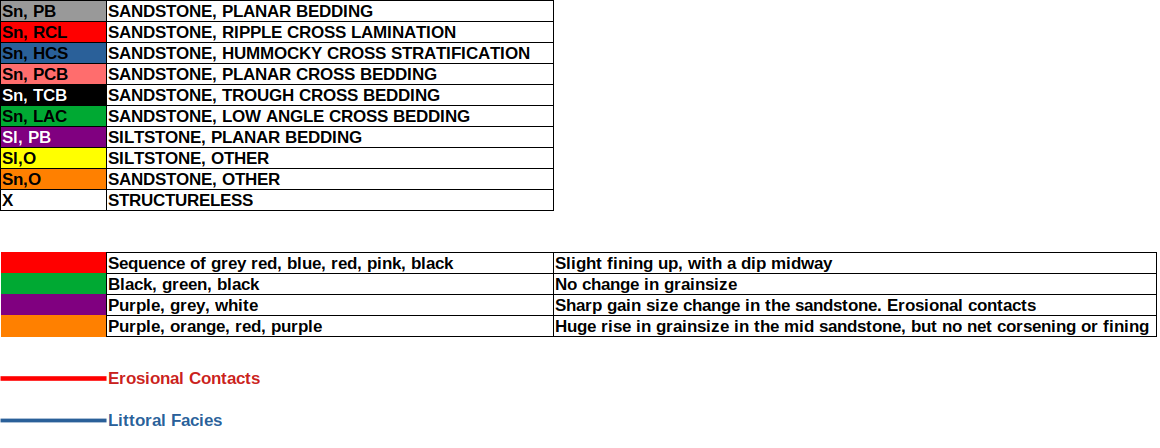 Sn, PB SANDSTONE, PLANAR BEDDING
Sn, RCL SANDSTONE, RIPPLE CROSS LAMINATION
Sn, HCS SANDSTONE, HUMMOCKY CROSS STRATIFICATION
Sn, PCB SANDSTONE, PLANAR CROSS BEDDING
Sn, TCB SANDSTONE, TROUGH CROSS BEDDING
Sn, LAC SANDSTONE, LOW ANGLE CROSS BEDDING
Sl, PB SILTSTONE, PLANAR BEDDING
Sl,O SILTSTONE, OTHER
Sn,O SANDSTONE, OTHER
X STRUCTURELESS
Sequence of grey red, blue, red, pink, black Slight fining up, with a dip midway
Black, green, black No change in grainsize
Purple, grey, white Sharp gain size change in the sandstone. Erosional contacts
Purple, orange, red, purple Huge rise in grainsize in the mid sandstone, but no net corsening or fining
Erosional Contacts
Littoral Facies